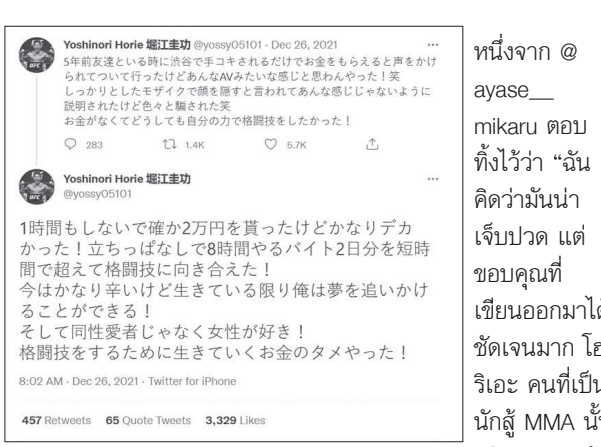 Yoshinori Horie 堀江圭功 @yossy05101 · Dec 26, 2021
5年前友達といる時に渋谷で手コキされるだけでお金をもらえると声をかけ
られてついて行ったけどあんなAVみたいな感じと思わんやった！笑
しっかりとしたモザイクで顔を隠すと言われてあんな感じじゃないように
説明されたけど色々と騙された笑
お金がなくてどうしても自分の力で格闘技をしたかった！
283 1.4K 5.7K
Yoshinori Horie 堀江圭功
@yossy05101
1時間もしないで確か2万円を貰ったけどかなりデカ
かった！立ちっぱなしで8時間やるバイト2日分を短時
間で超えて格闘技に向き合えた！
今はかなり辛いけど生きている限り俺は夢を追いかけ
ることができる！
そして同性愛者じゃなく女性が好き！
格闘技をするために生きていくお金のタメやった！
8:02 AM · Dec 26, 2021 · Twitter for iPhone
457 Retweets 65 Quote Tweets 3,329 Likes
หนึ่งจาก @
ayase__
mikaru ตอบ
ทิ้งไว้ว่า “ฉัน
คิดว่ามันน่า
เจ็บปวด แต่
ขอบคุณที่
เขียนออกมาได้
ชัดเจนมาก โฮ
ริเอะ คนที่เป็น
นักสู้ MMA นั้น